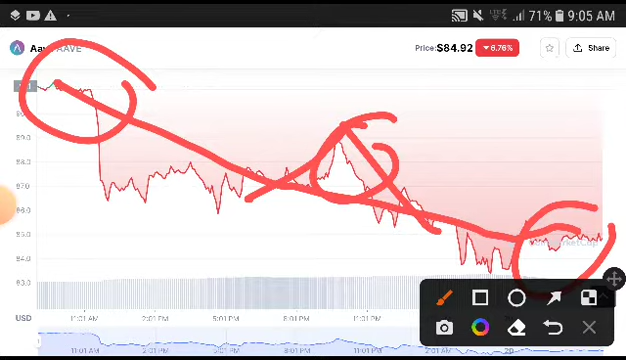 71% 9:05 AM
Aave AAVE Price: $84.92 6.76% Share
89.0
88.0
87.0
86.0
85.0
84.0
83.0
USD 11:01 AM 2:01 PM 5:01 PM 8:01 PM 11:01 PM 2:01 AM
11:01 AM 2:01 PM 5:01 PM 8:01 PM 11:01 PM